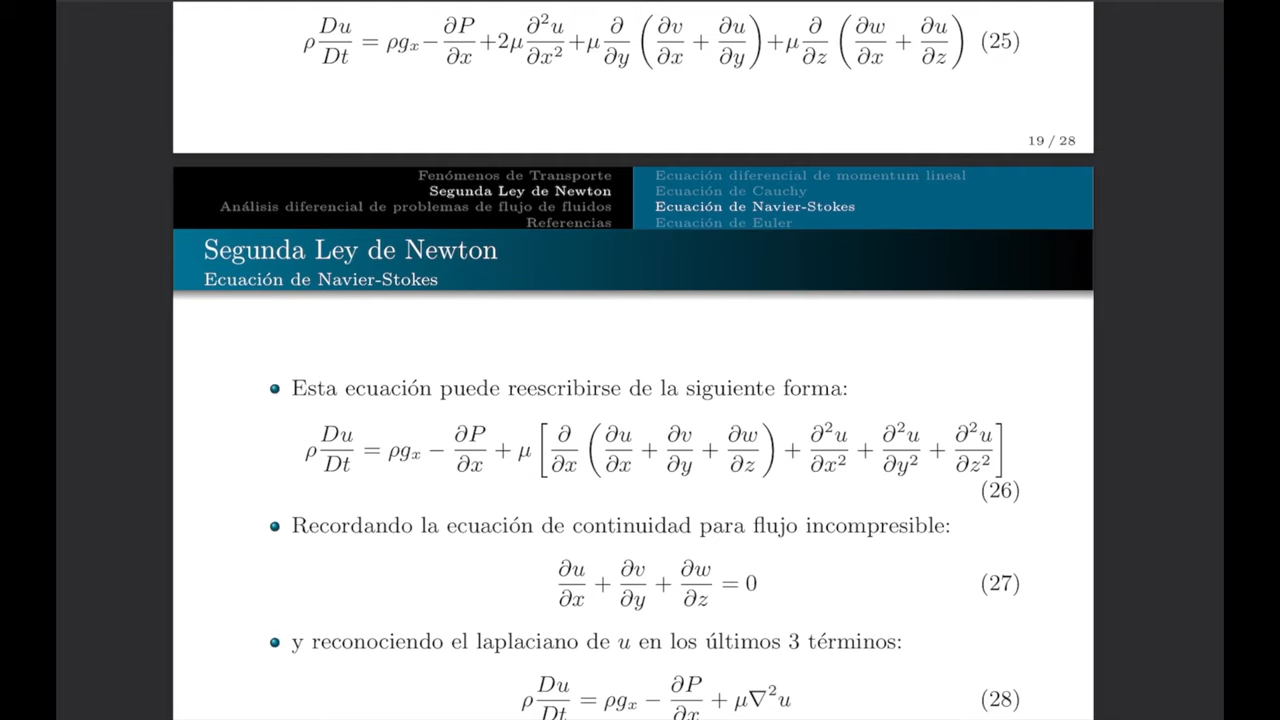 ρ Du/Dt = ρgₓ − ∂P/∂x + 2μ ∂²u/∂x² + μ ∂/∂y (∂v/∂x + ∂u/∂y) + μ ∂/∂z (∂w/∂x + ∂u/∂z) (25)
19 / 28
Fenómenos de Transporte
Segunda Ley de Newton
Análisis diferencial de problemas de flujo de fluidos
Referencias
Ecuación diferencial de momentum lineal
Ecuación de Cauchy
Ecuación de Navier-Stokes
Ecuación de Euler
Segunda Ley de Newton
Ecuación de Navier-Stokes
Esta ecuación puede reescribirse de la siguiente forma:
ρ Du/Dt = ρgₓ − ∂P/∂x + μ [∂/∂x (∂u/∂x + ∂v/∂y + ∂w/∂z) + ∂²u/∂x² + ∂²u/∂y² + ∂²u/∂z²]
(26)
Recordando la ecuación de continuidad para flujo incompresible:
∂u/∂x + ∂v/∂y + ∂w/∂z = 0 (27)
y reconociendo el laplaciano de u en los últimos 3 términos:
ρ Du/Dt = ρgₓ − ∂P/∂x + μ∇²u (28)